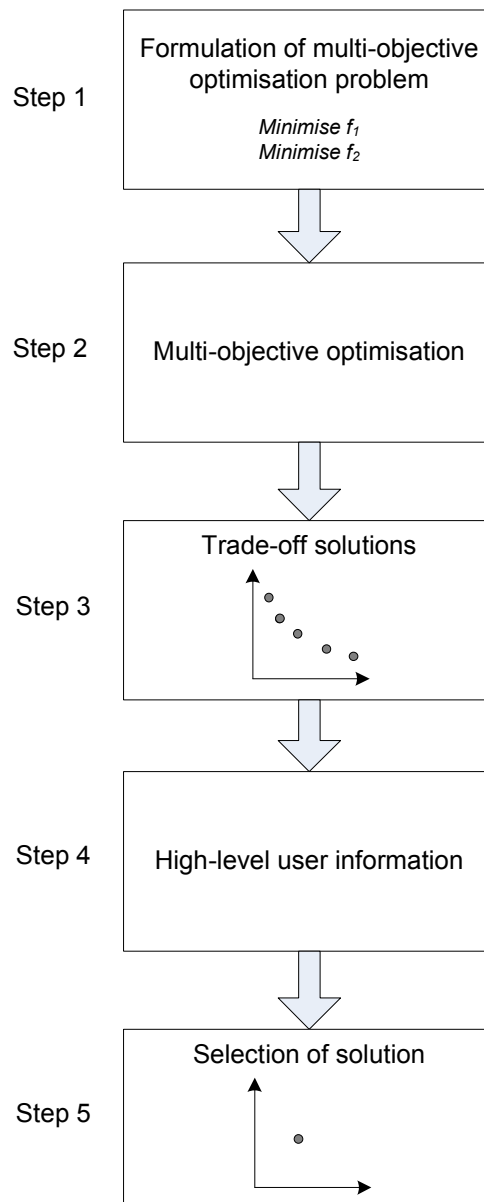 Step 1
Formulation of multi-objective
optimisation problem
Minimise f₁
Minimise f₂
Step 2
Multi-objective optimisation
Step 3
Trade-off solutions
Step 4
High-level user information
Step 5
Selection of solution